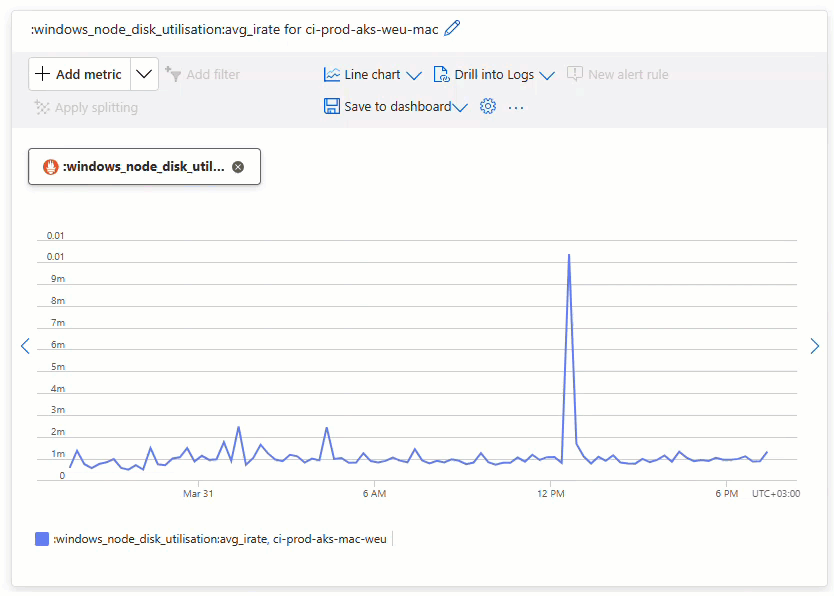 :windows_node_disk_utilisation:avg_irate for ci-prod-aks-weu-mac
Add metric
Add filter
Line chart
Drill into Logs
New alert rule
Apply splitting
Save to dashboard
...
:windows_node_disk_util...
0.01
0.01
9m
8m
7m
6m
5m
4m
3m
2m
1m
0
Mar 31
6 AM
12 PM
6 PM
UTC+03:00
:windows_node_disk_utilisation:avg_irate, ci-prod-aks-mac-weu